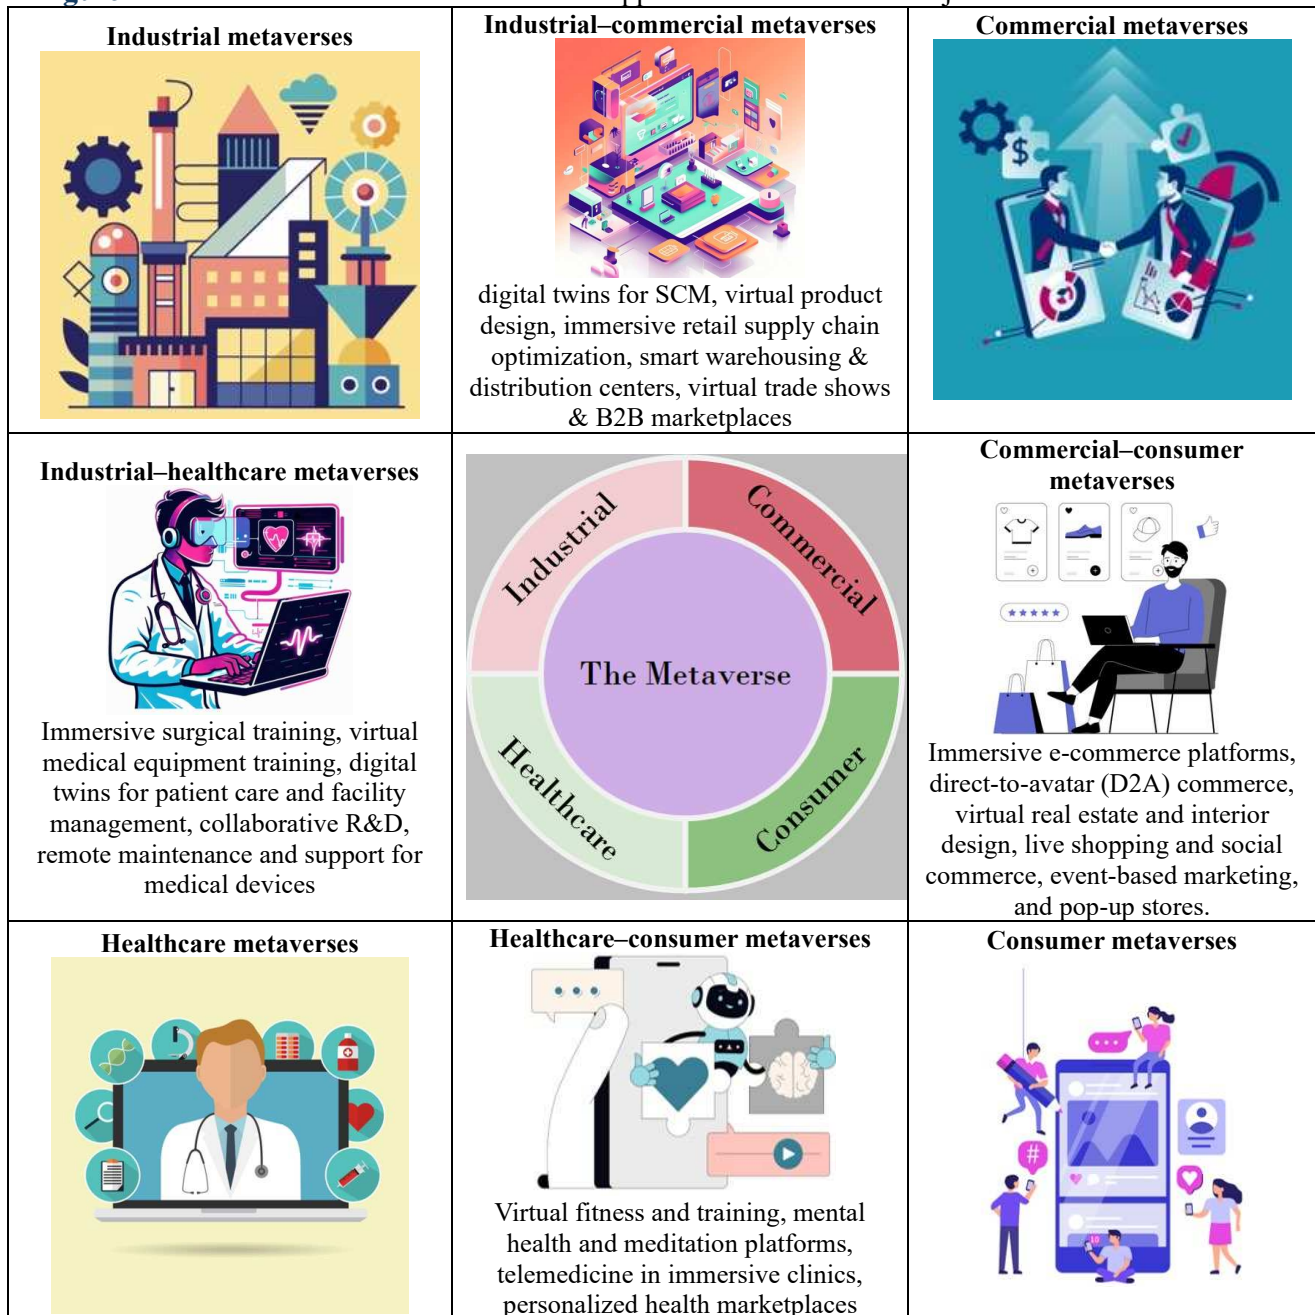 Industrial metaverses
Industrial–commercial metaverses
digital twins for SCM, virtual product
design, immersive retail supply chain
optimization, smart warehousing &
distribution centers, virtual trade shows
& B2B marketplaces
Commercial metaverses
$
Industrial–healthcare metaverses
Immersive surgical training, virtual
medical equipment training, digital
twins for patient care and facility
management, collaborative R&D,
remote maintenance and support for
medical devices
Industrial
Commercial
The Metaverse
Healthcare
Consumer
Commercial–consumer
metaverses
Immersive e-commerce platforms,
direct-to-avatar (D2A) commerce,
virtual real estate and interior
design, live shopping and social
commerce, event-based marketing,
and pop-up stores.
Healthcare metaverses
Healthcare–consumer metaverses
Virtual fitness and training, mental
health and meditation platforms,
telemedicine in immersive clinics,
personalized health marketplaces
Consumer metaverses
#
10